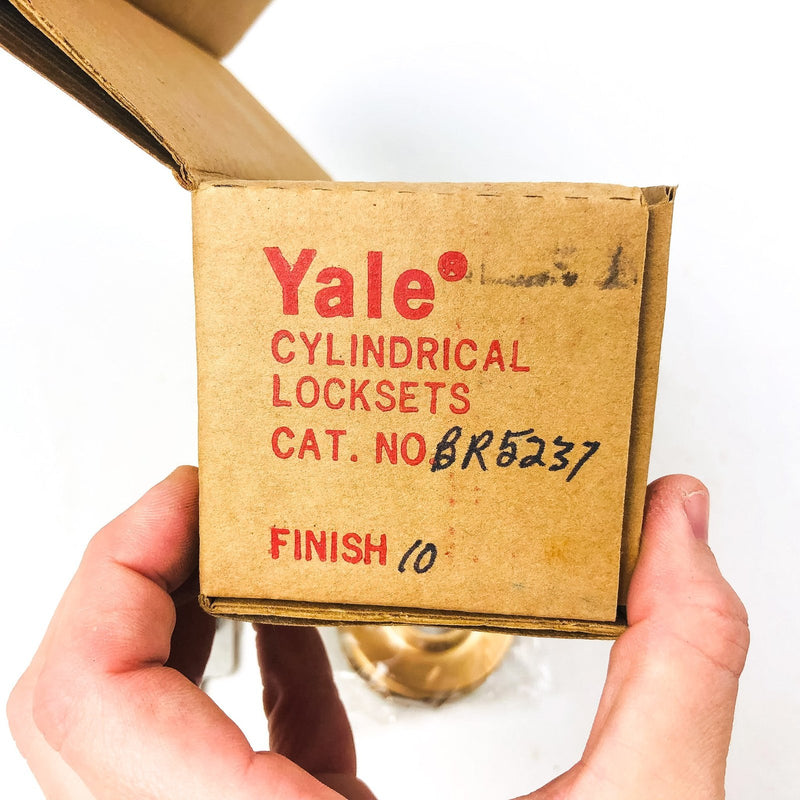 Yale®
CYLINDRICAL
LOCKSETS
CAT. NO. BR5237
FINISH 10